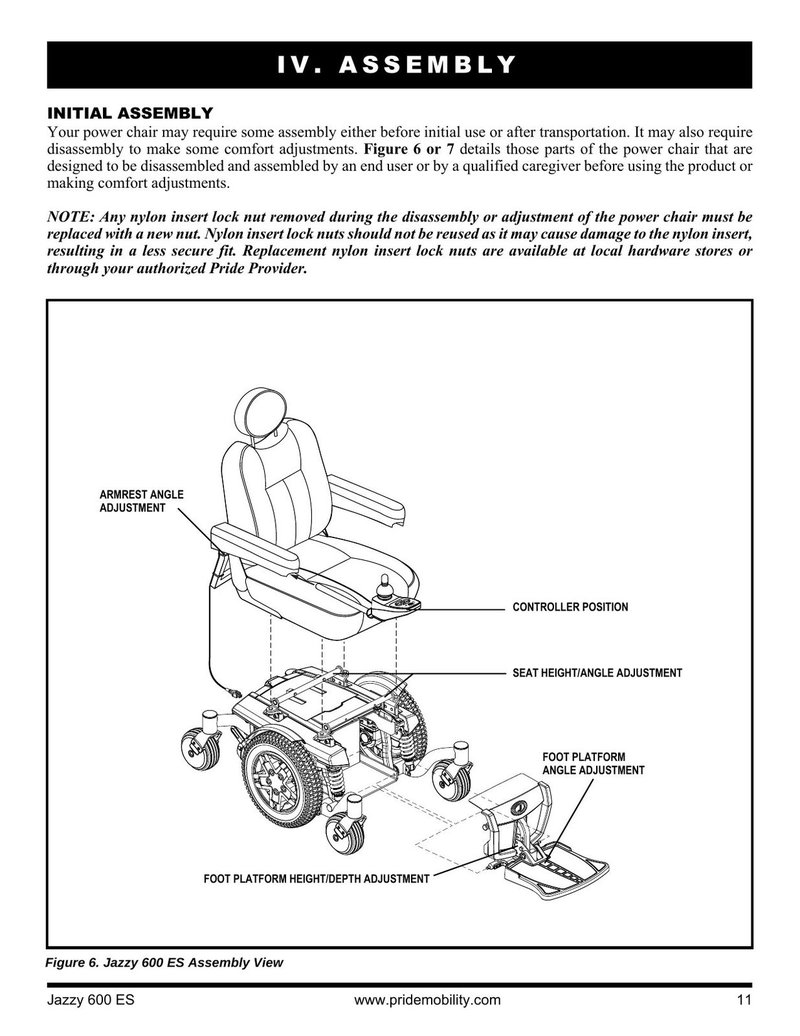 IV. ASSEMBLY
INITIAL ASSEMBLY
Your power chair may require some assembly either before initial use or after transportation. It may also require
disassembly to make some comfort adjustments. Figure 6 or 7 details those parts of the power chair that are
designed to be disassembled and assembled by an end user or by a qualified caregiver before using the product or
making comfort adjustments.
NOTE: Any nylon insert lock nut removed during the disassembly or adjustment of the power chair must be
replaced with a new nut. Nylon insert lock nuts should not be reused as it may cause damage to the nylon insert,
resulting in a less secure fit. Replacement nylon insert lock nuts are available at local hardware stores or
through your authorized Pride Provider.
ARMREST ANGLE
ADJUSTMENT
CONTROLLER POSITION
SEAT HEIGHT/ANGLE ADJUSTMENT
FOOT PLATFORM
ANGLE ADJUSTMENT
FOOT PLATFORM HEIGHT/DEPTH ADJUSTMENT
Figure 6. Jazzy 600 ES Assembly View
Jazzy 600 ES www.pridemobility.com 11